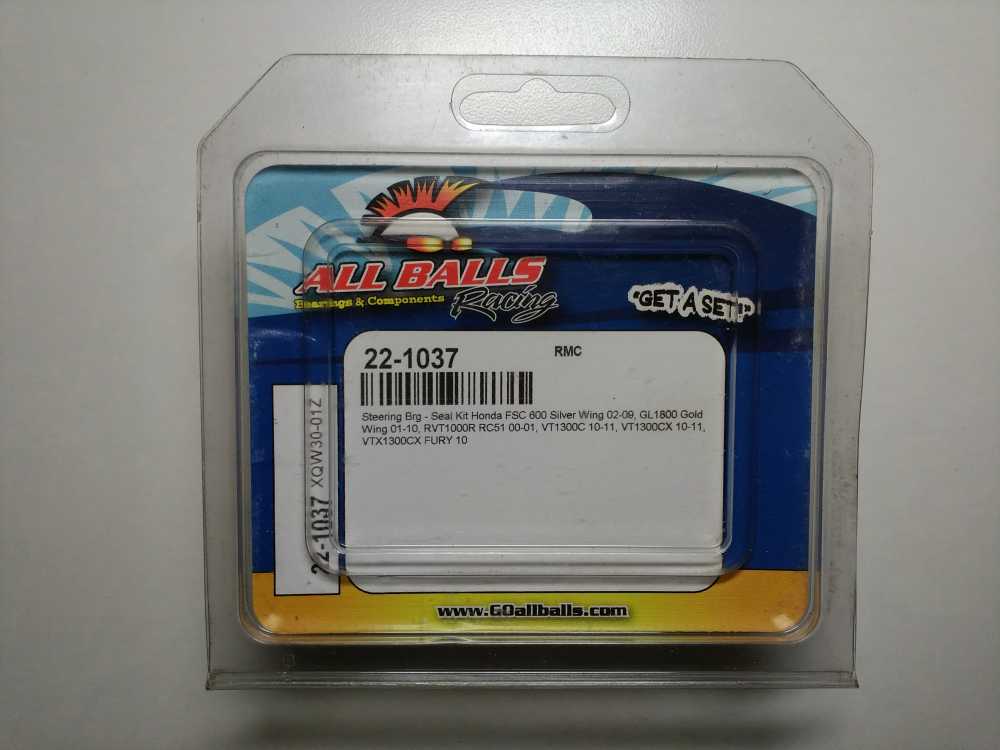 ALL BALLS
Bearings & Components
Racing
"GET A SET!"
22-1037
RMC
Steering Brg - Seal Kit Honda FSC 600 Silver Wing 02-09, GL1800 Gold
Wing 01-10, RVT1000R RC51 00-01, VT1300C 10-11, VT1300CX 10-11,
VTX1300CX FURY 10
22-1037 XQW30-01Z
www.GOallballs.com